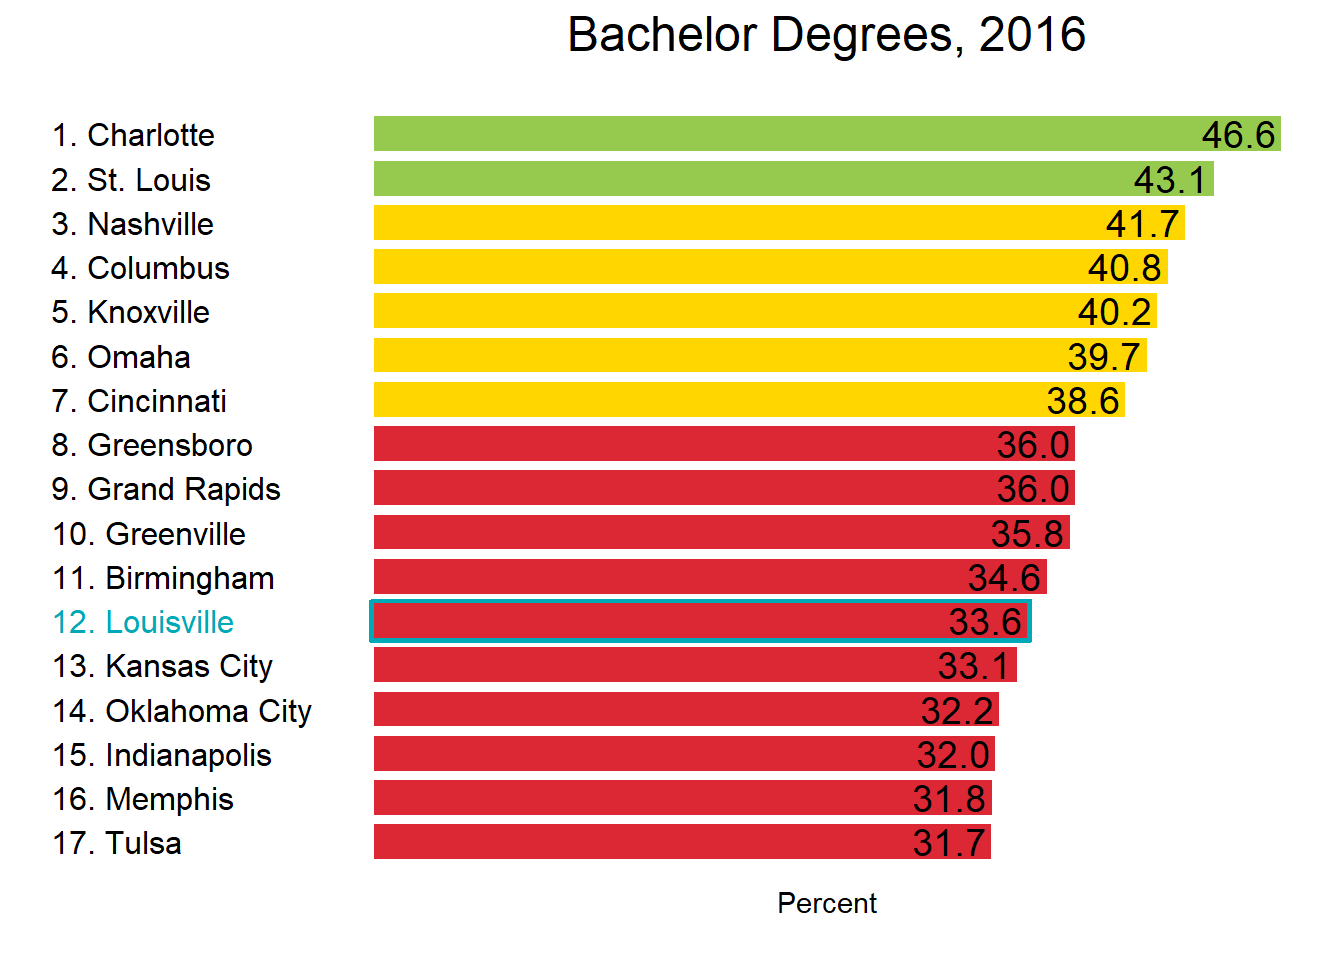 Bachelor Degrees, 2016
1. Charlotte 46.6
2. St. Louis 43.1
3. Nashville 41.7
4. Columbus 40.8
5. Knoxville 40.2
6. Omaha 39.7
7. Cincinnati 38.6
8. Greensboro 36.0
9. Grand Rapids 36.0
10. Greenville 35.8
11. Birmingham 34.6
12. Louisville 33.6
13. Kansas City 33.1
14. Oklahoma City 32.2
15. Indianapolis 32.0
16. Memphis 31.8
17. Tulsa 31.7
Percent